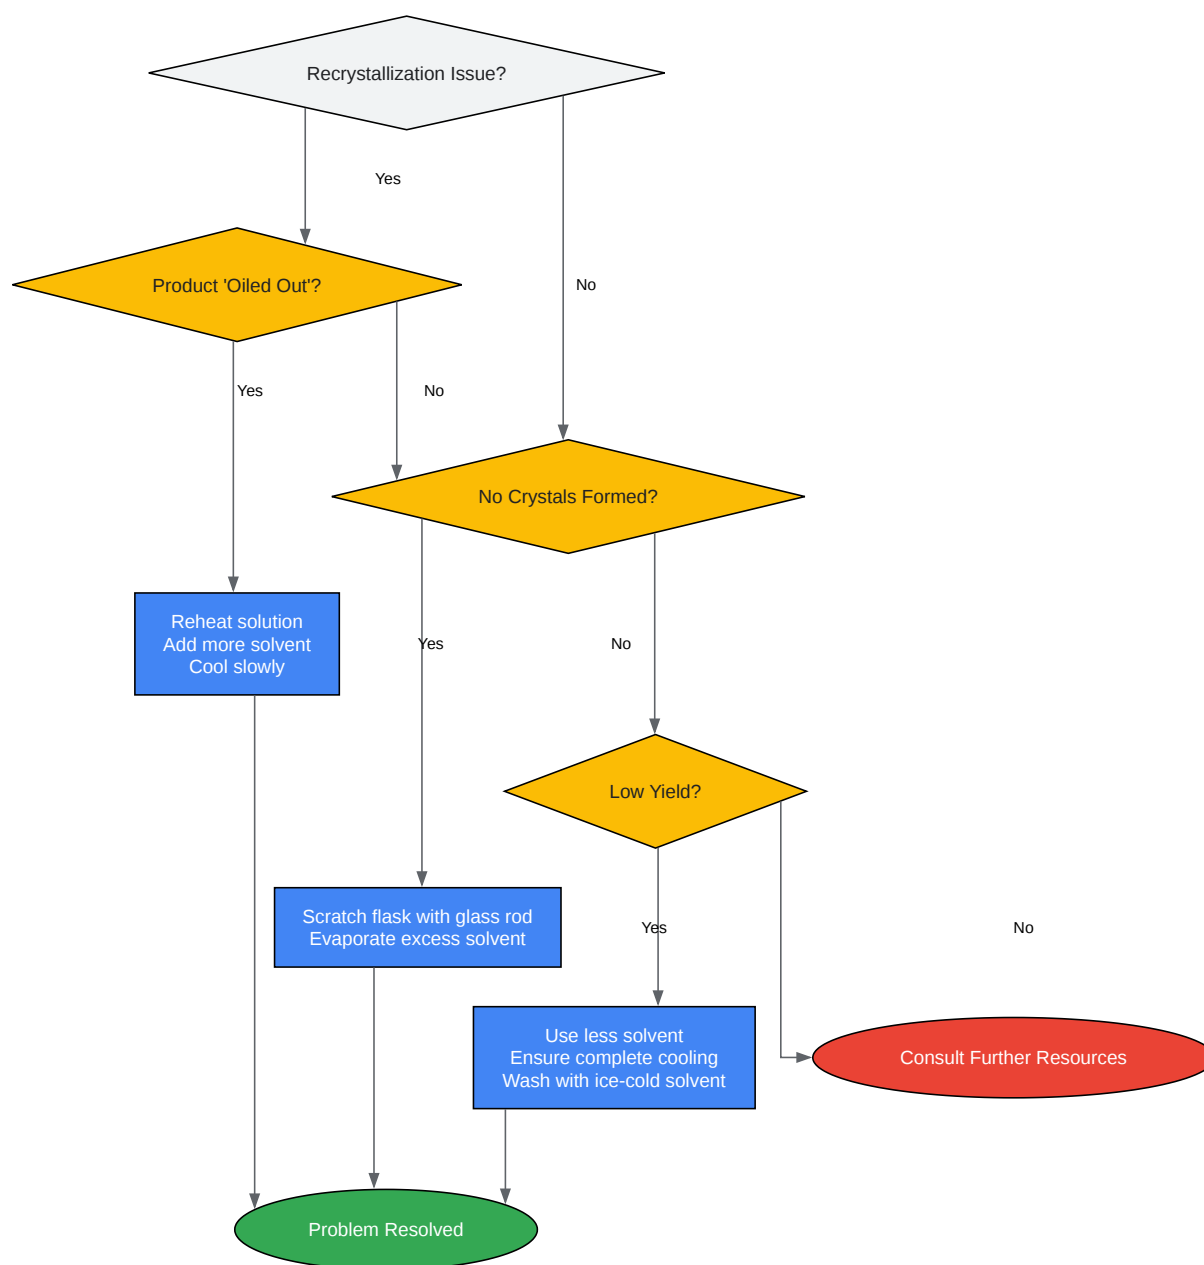 Recrystallization Issue?
Yes
No
Product 'Oiled Out'?
Yes
No
No Crystals Formed?
Reheat solution
Add more solvent
Cool slowly
Yes
No
Low Yield?
Scratch flask with glass rod
Evaporate excess solvent
Yes
No
Use less solvent
Ensure complete cooling
Wash with ice-cold solvent
Consult Further Resources
Problem Resolved